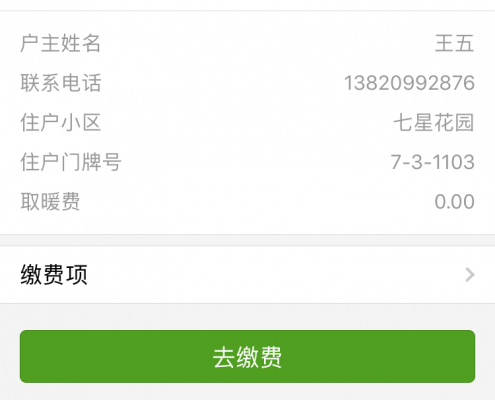 户主姓名 王五
联系电话 13820992876
住户小区 七星花园
住户门牌号 7-3-1103
取暖费 0.00
缴费项
去缴费